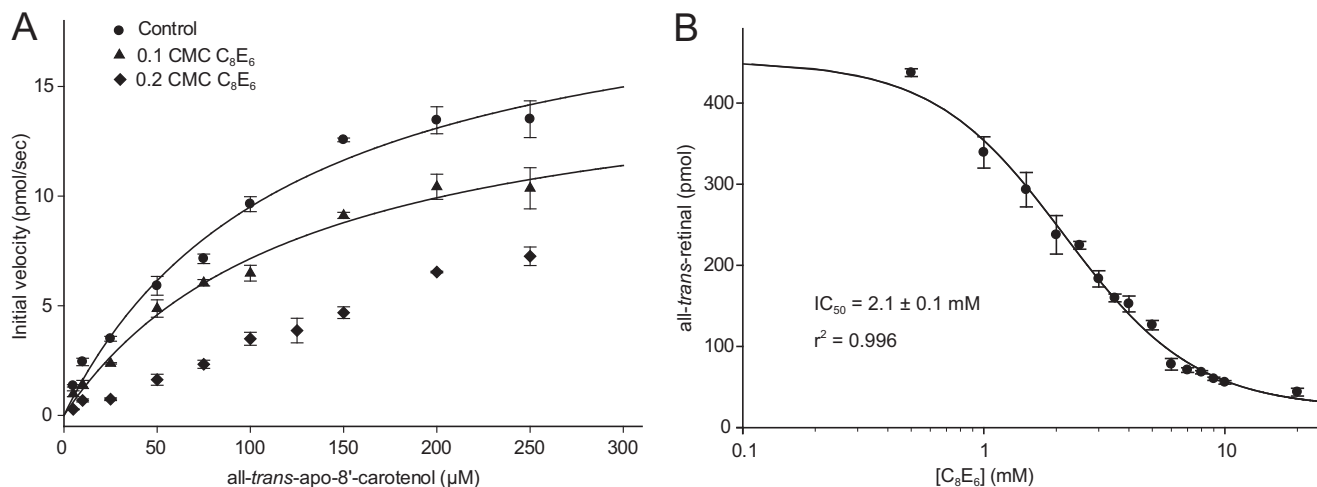 A
Control
0.1 CMC C₈E₆
0.2 CMC C₈E₆
Initial velocity (pmol/sec)
15
10
5
0
0 50 100 150 200 250 300
all-trans-apo-8'-carotenol (µM)
B
all-trans-retinal (pmol)
400
300
200
100
0
IC₅₀ = 2.1 ± 0.1 mM
r² = 0.996
0.1 1 10
[C₈E₆] (mM)